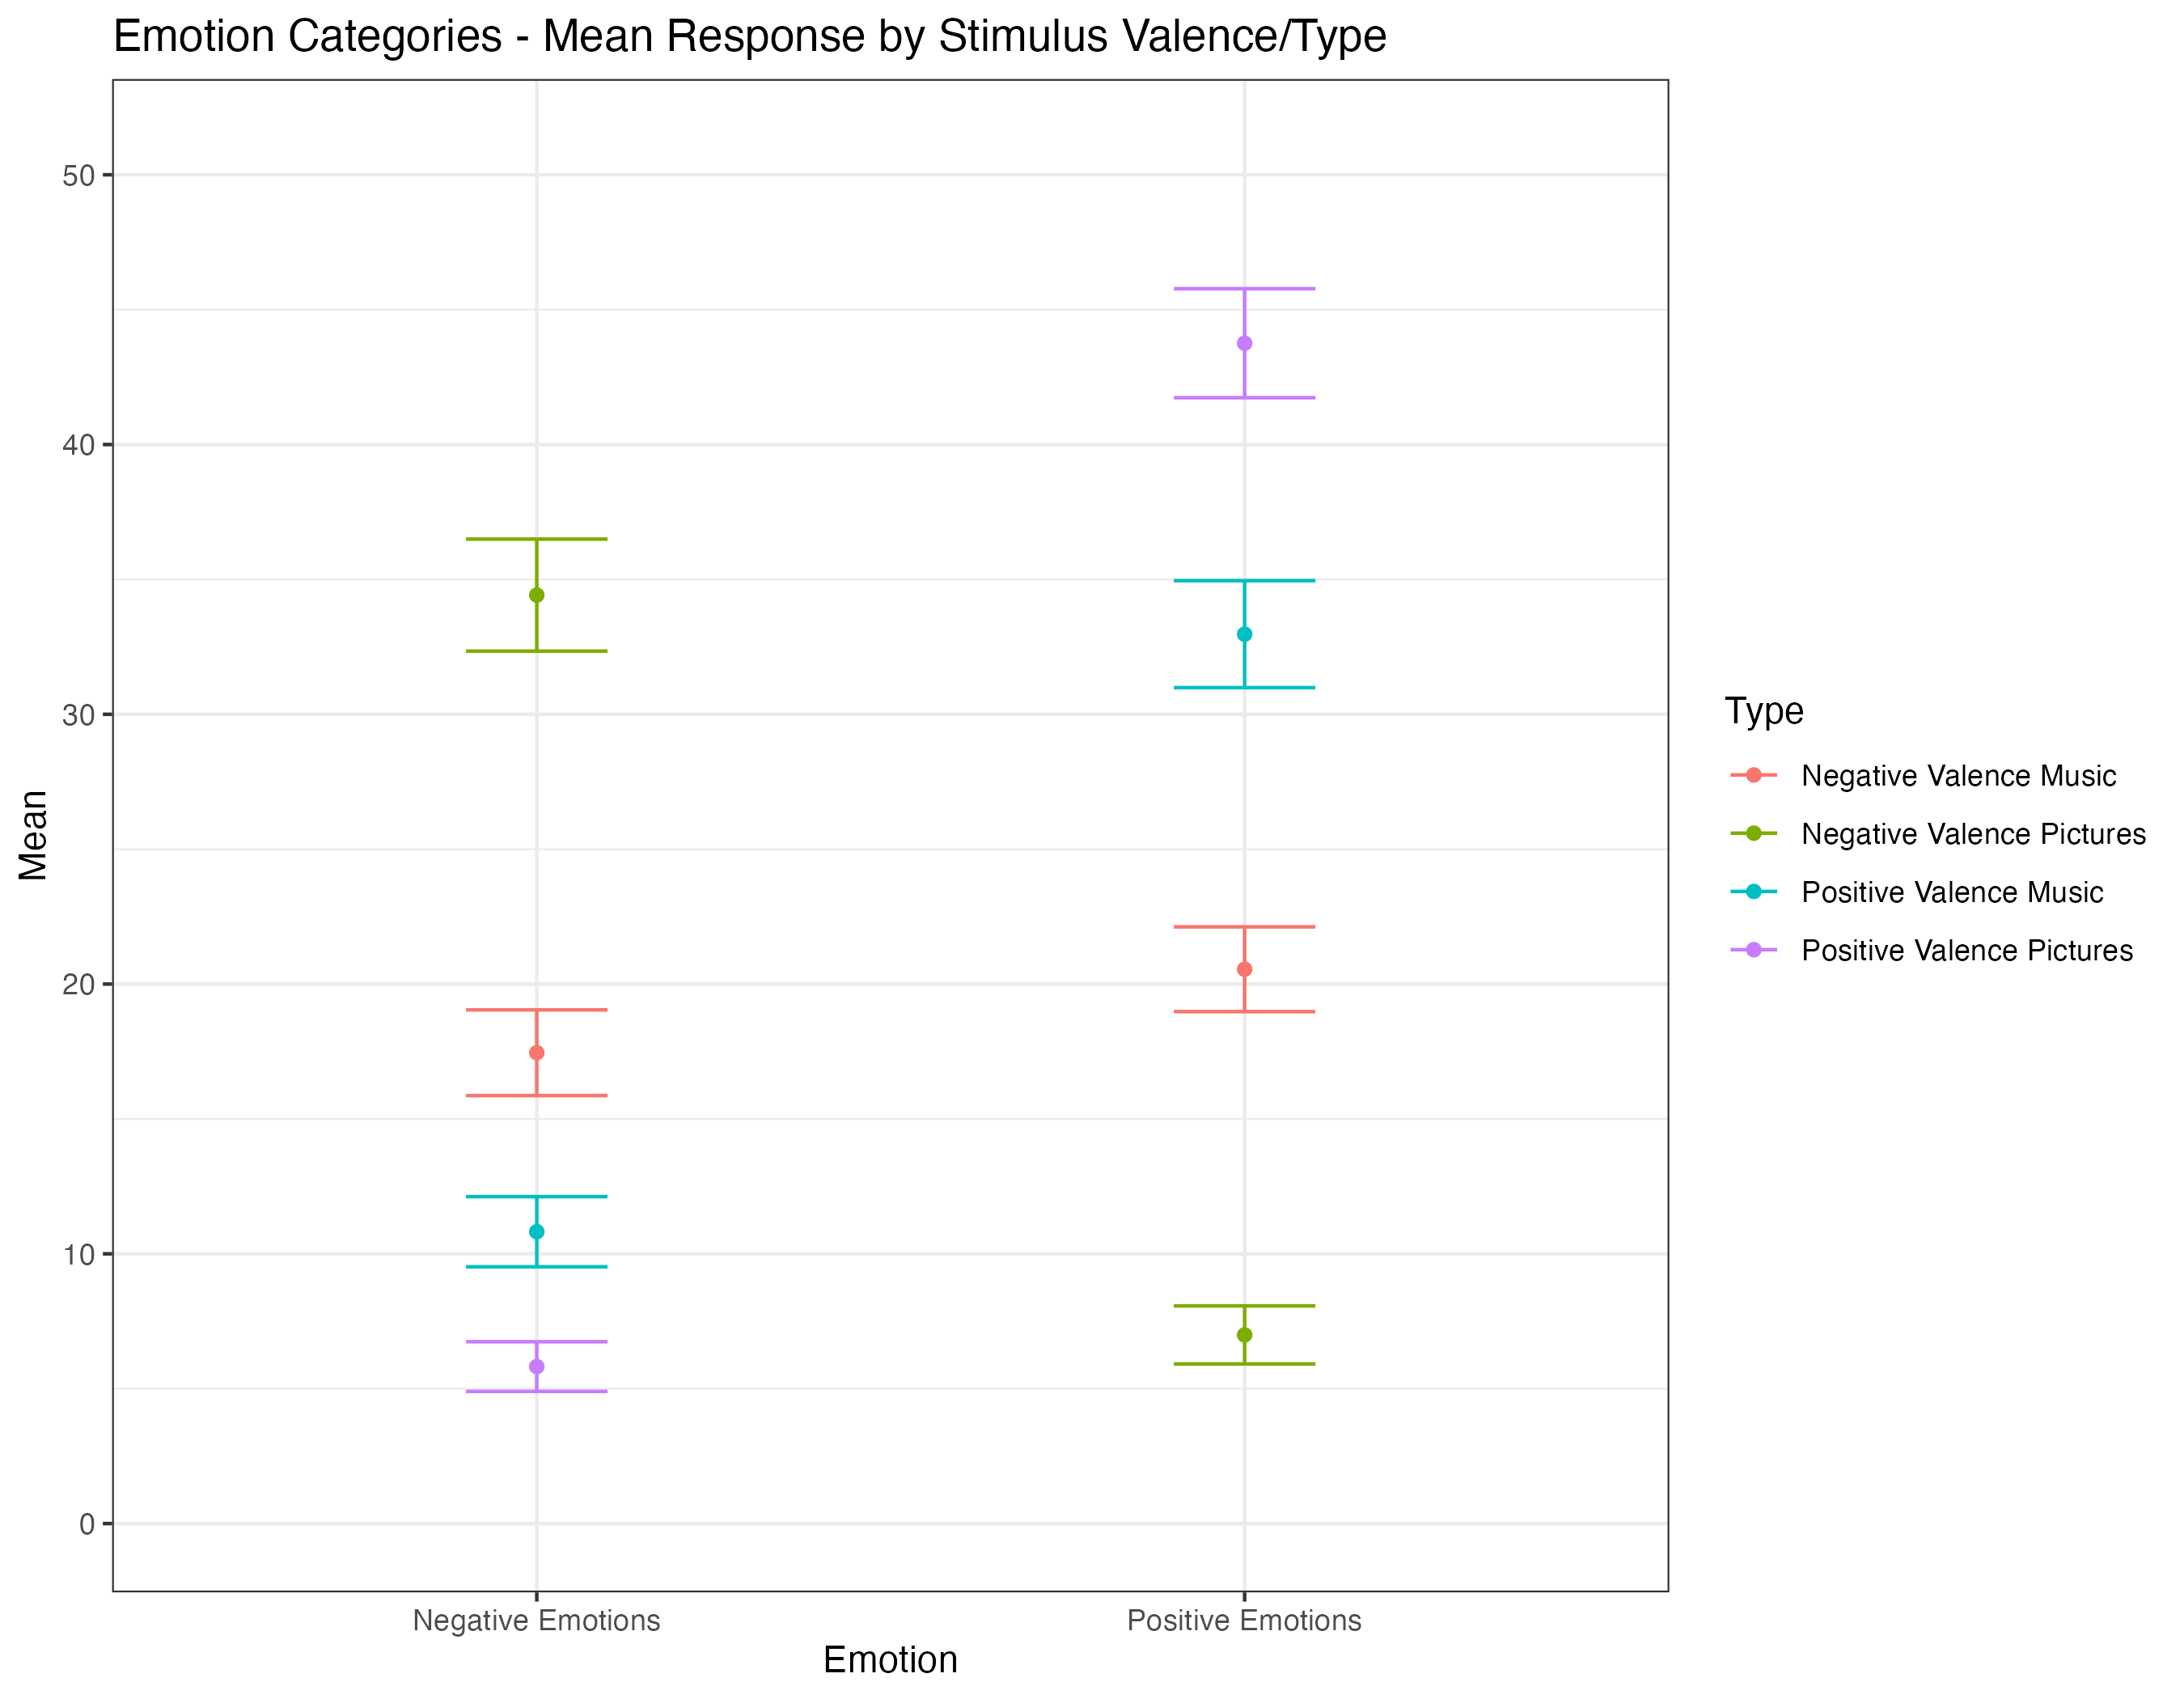 Emotion Categories - Mean Response by Stimulus Valence/Type
50
40
30
20
10
0
Mean
Negative Emotions
Positive Emotions
Emotion
Type
Negative Valence Music
Negative Valence Pictures
Positive Valence Music
Positive Valence Pictures